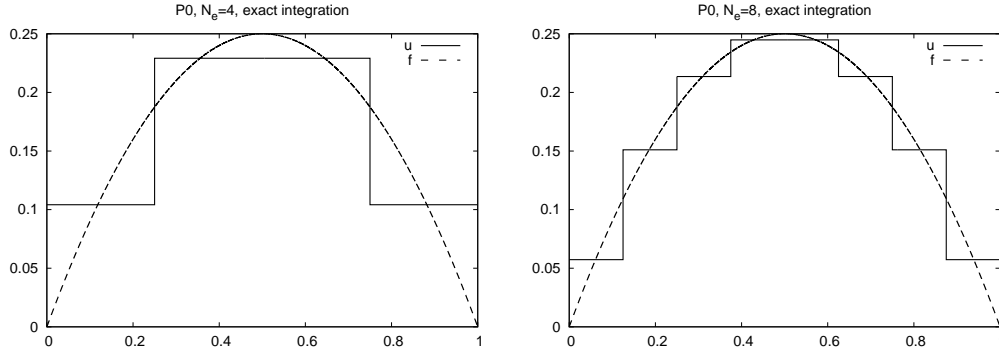 P0, N_e=4, exact integration
0.25
0.2
0.15
0.1
0.05
0
0 0.2 0.4 0.6 0.8 1
u
f
P0, N_e=8, exact integration
0.25
0.2
0.15
0.1
0.05
0
0 0.2 0.4 0.6 0.8
u
f